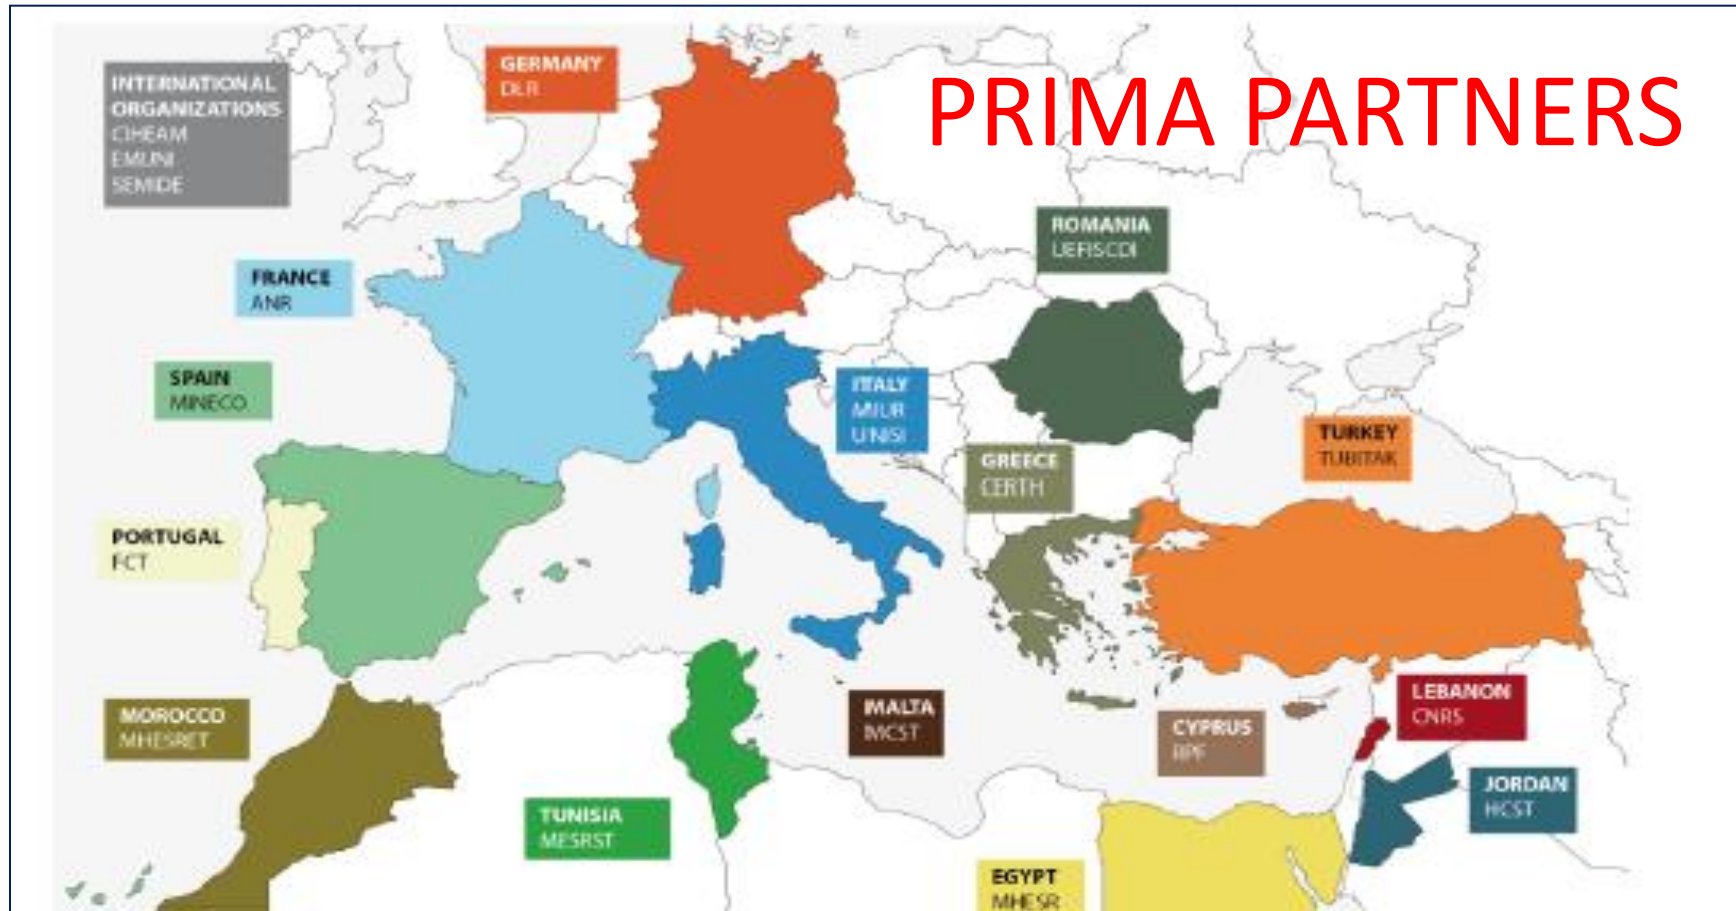 PRIMA PARTNERS
INTERNATIONAL
ORGANIZATIONS
CIHEAM
EMUNI
SEMIDE
GERMANY
DLR
ROMANIA
UEFISCDI
FRANCE
ANR
SPAIN
MINECO
ITALY
MIUR
UNISI
GREECE
CERTH
TURKEY
TUBITAK
PORTUGAL
FCT
MOROCCO
MHESRET
MALTA
MCST
CYPRUS
RPF
LEBANON
CNRS
TUNISIA
MESRST
JORDAN
HCST
EGYPT
MHESR